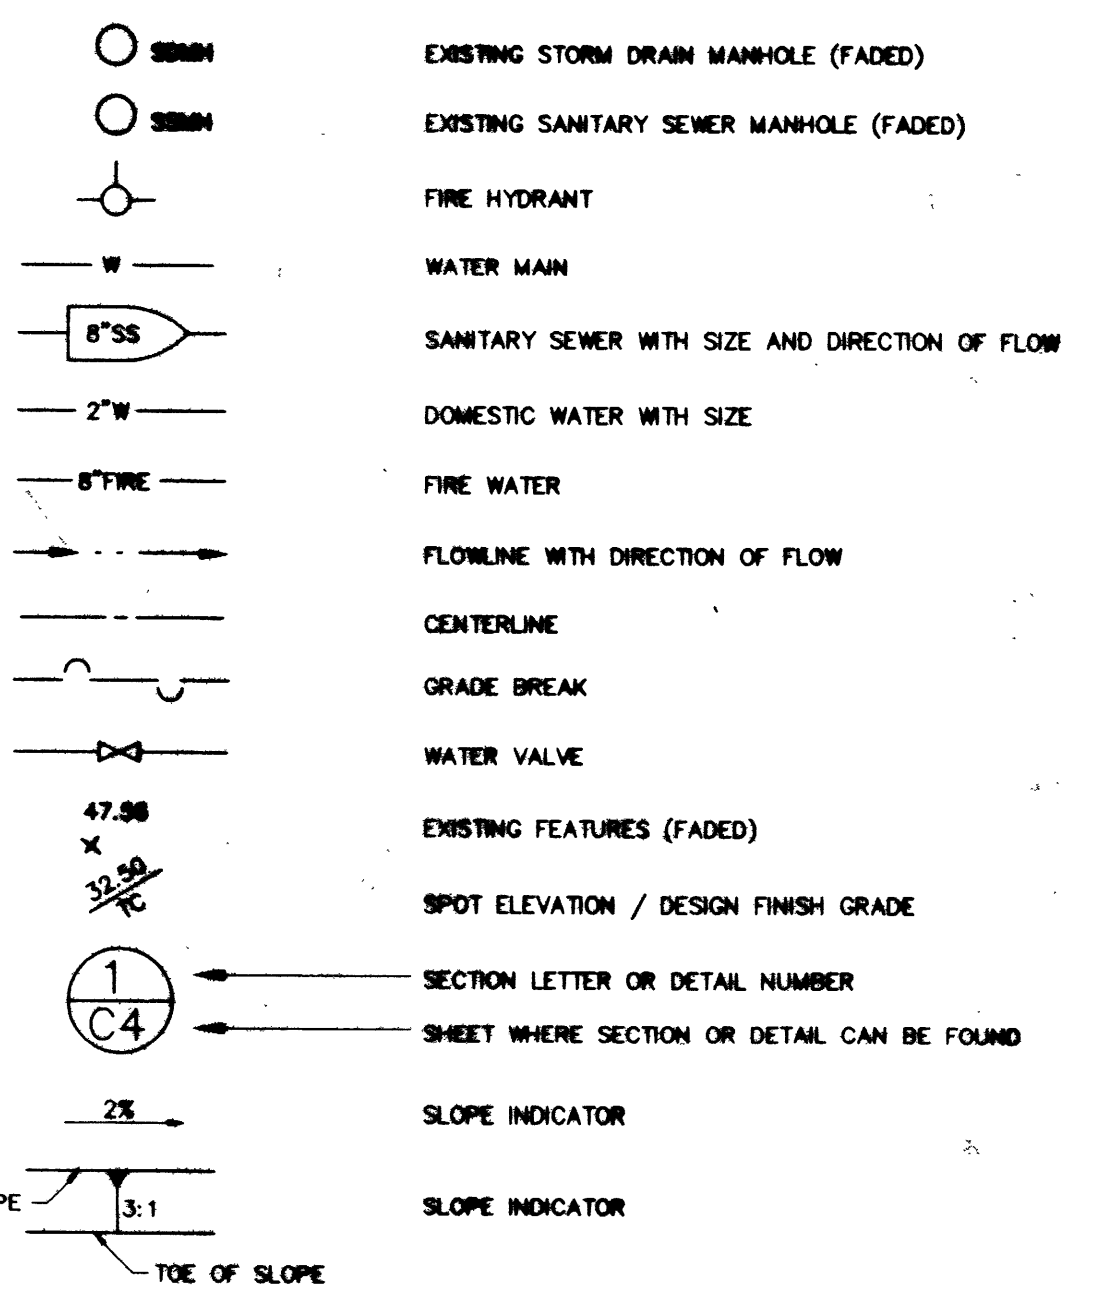 SDMH EXISTING STORM DRAIN MANHOLE (FADED)
SSMH EXISTING SANITARY SEWER MANHOLE (FADED)
FIRE HYDRANT
W WATER MAIN
8"SS SANITARY SEWER WITH SIZE AND DIRECTION OF FLOW
2"W DOMESTIC WATER WITH SIZE
8"FIRE FIRE WATER
FLOWLINE WITH DIRECTION OF FLOW
CENTERLINE
GRADE BREAK
WATER VALVE
EXISTING FEATURES (FADED)
32.50
TC
SPOT ELEVATION / DESIGN FINISH GRADE
1 SECTION LETTER OR DETAIL NUMBER
C4 SHEET WHERE SECTION OR DETAIL CAN BE FOUND
2% SLOPE INDICATOR
PE 3:1 SLOPE INDICATOR
TOE OF SLOPE